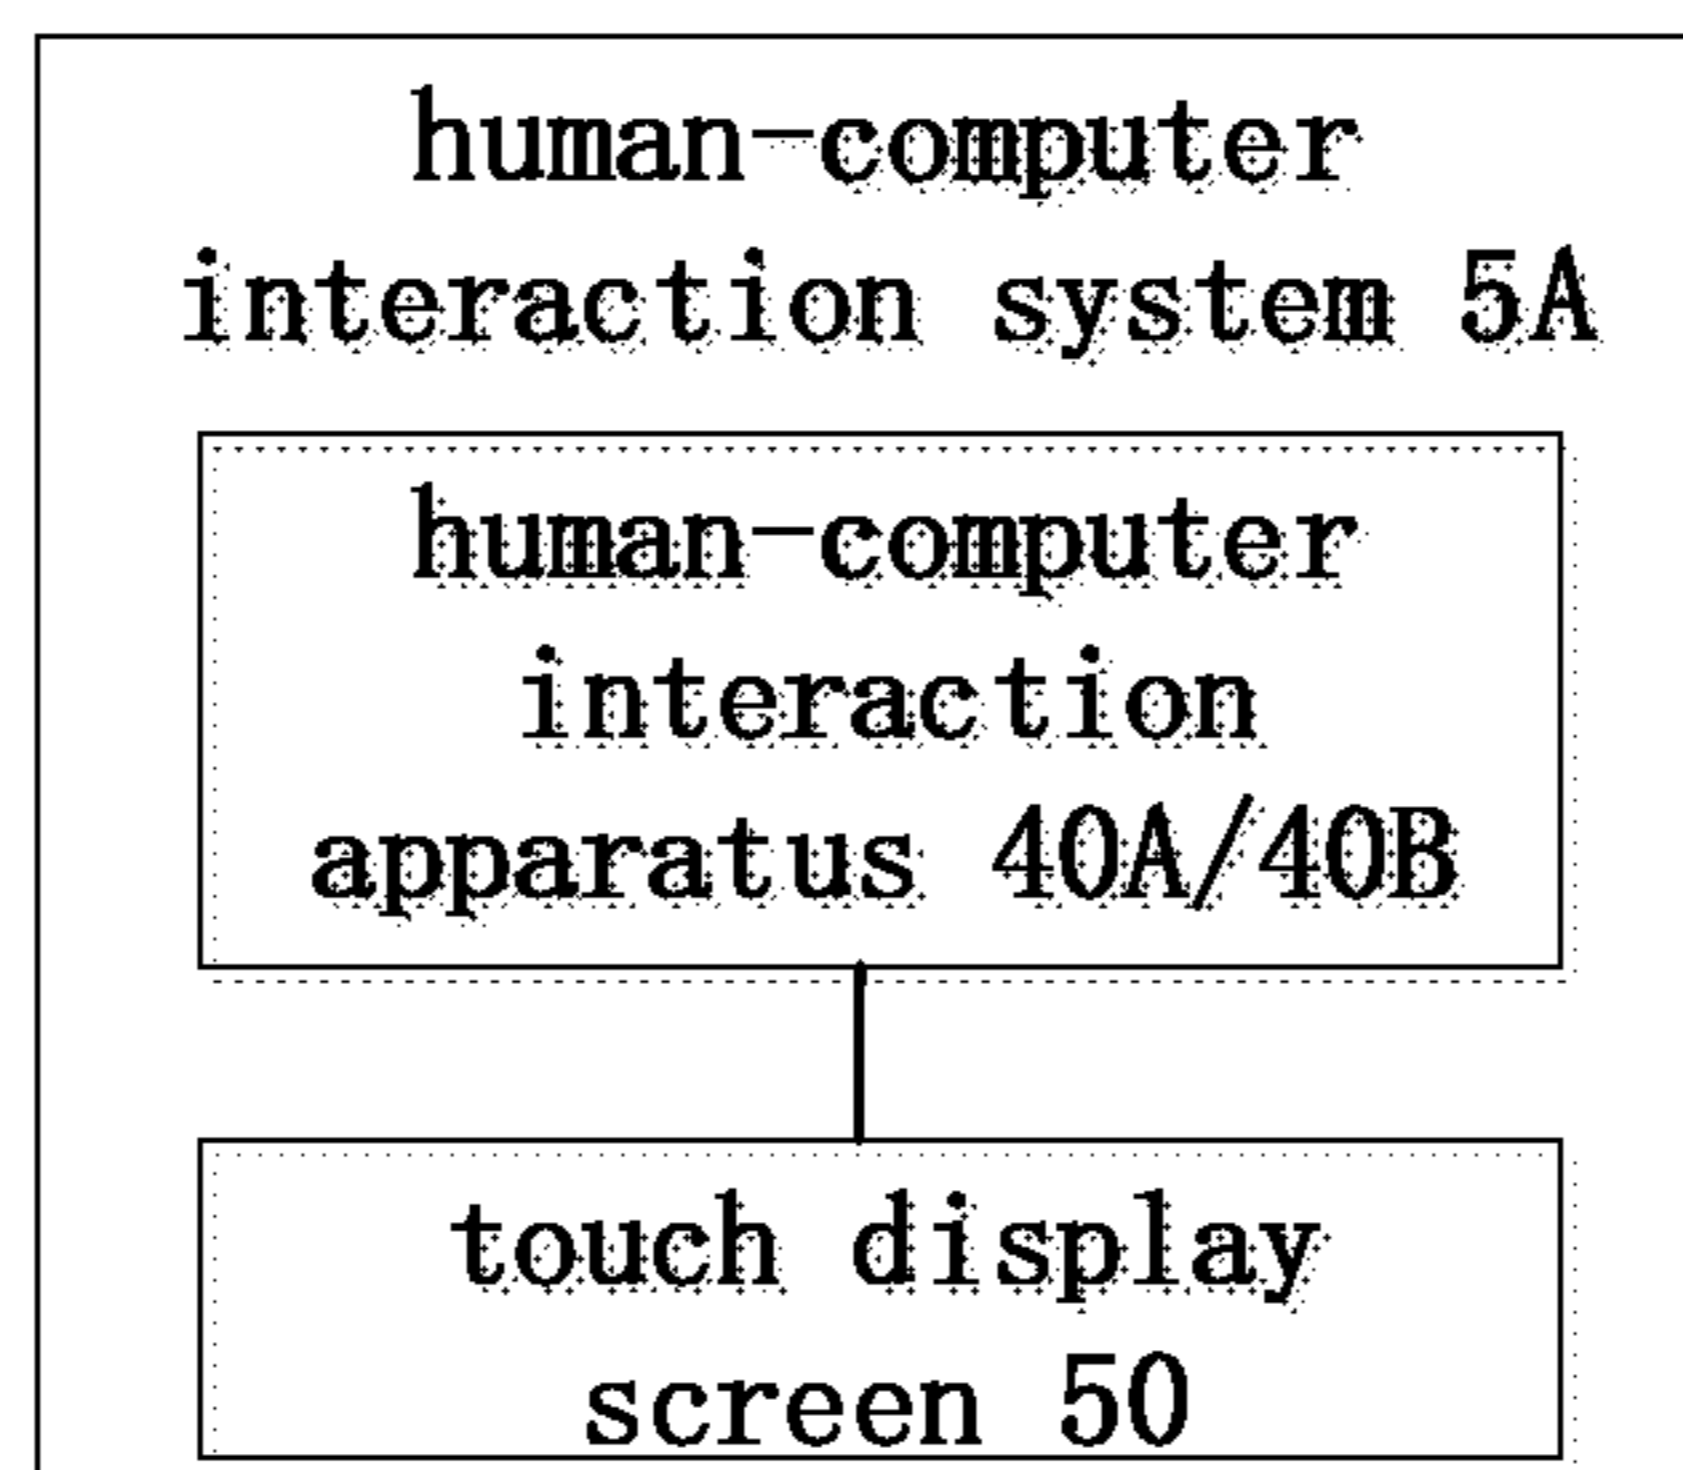 human-computer
interaction system 5A
human-computer
interaction
apparatus 40A/40B
touch display
screen 50